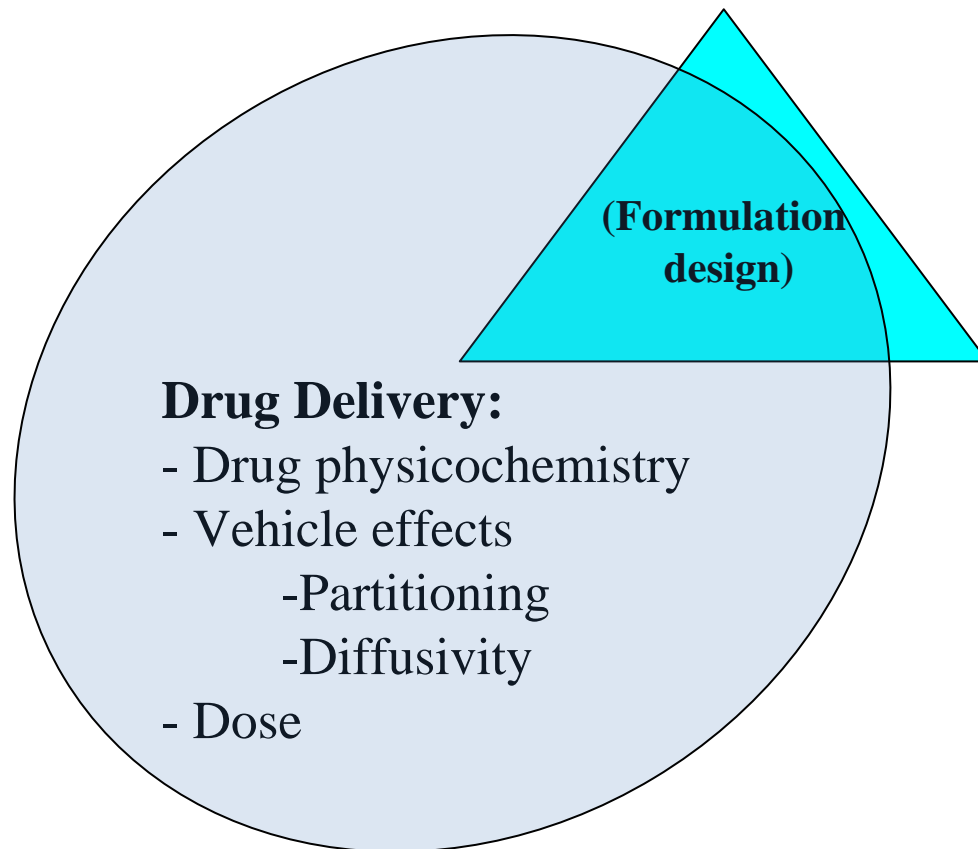 (Formulation
design)
Drug Delivery:
- Drug physicochemistry
- Vehicle effects
-Partitioning
-Diffusivity
- Dose